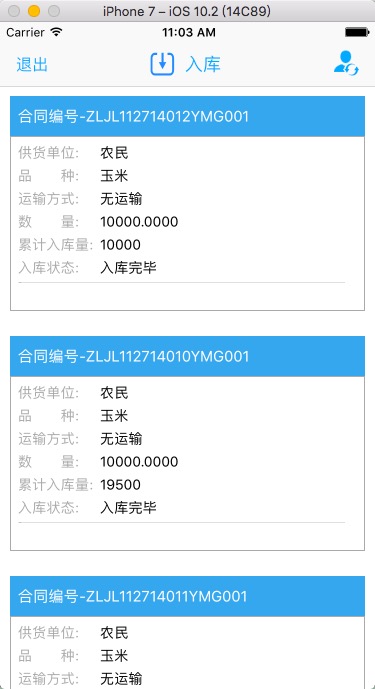 iPhone 7 – iOS 10.2 (14C89)
Carrier 11:03 AM
退出 入库
合同编号-ZLJL112714012YMG001
供货单位: 农民
品 种: 玉米
运输方式: 无运输
数 量: 10000.0000
累计入库量: 10000
入库状态: 入库完毕
合同编号-ZLJL112714010YMG001
供货单位: 农民
品 种: 玉米
运输方式: 无运输
数 量: 10000.0000
累计入库量: 19500
入库状态: 入库完毕
合同编号-ZLJL112714011YMG001
供货单位: 农民
品 种: 玉米
运输方式: 无运输